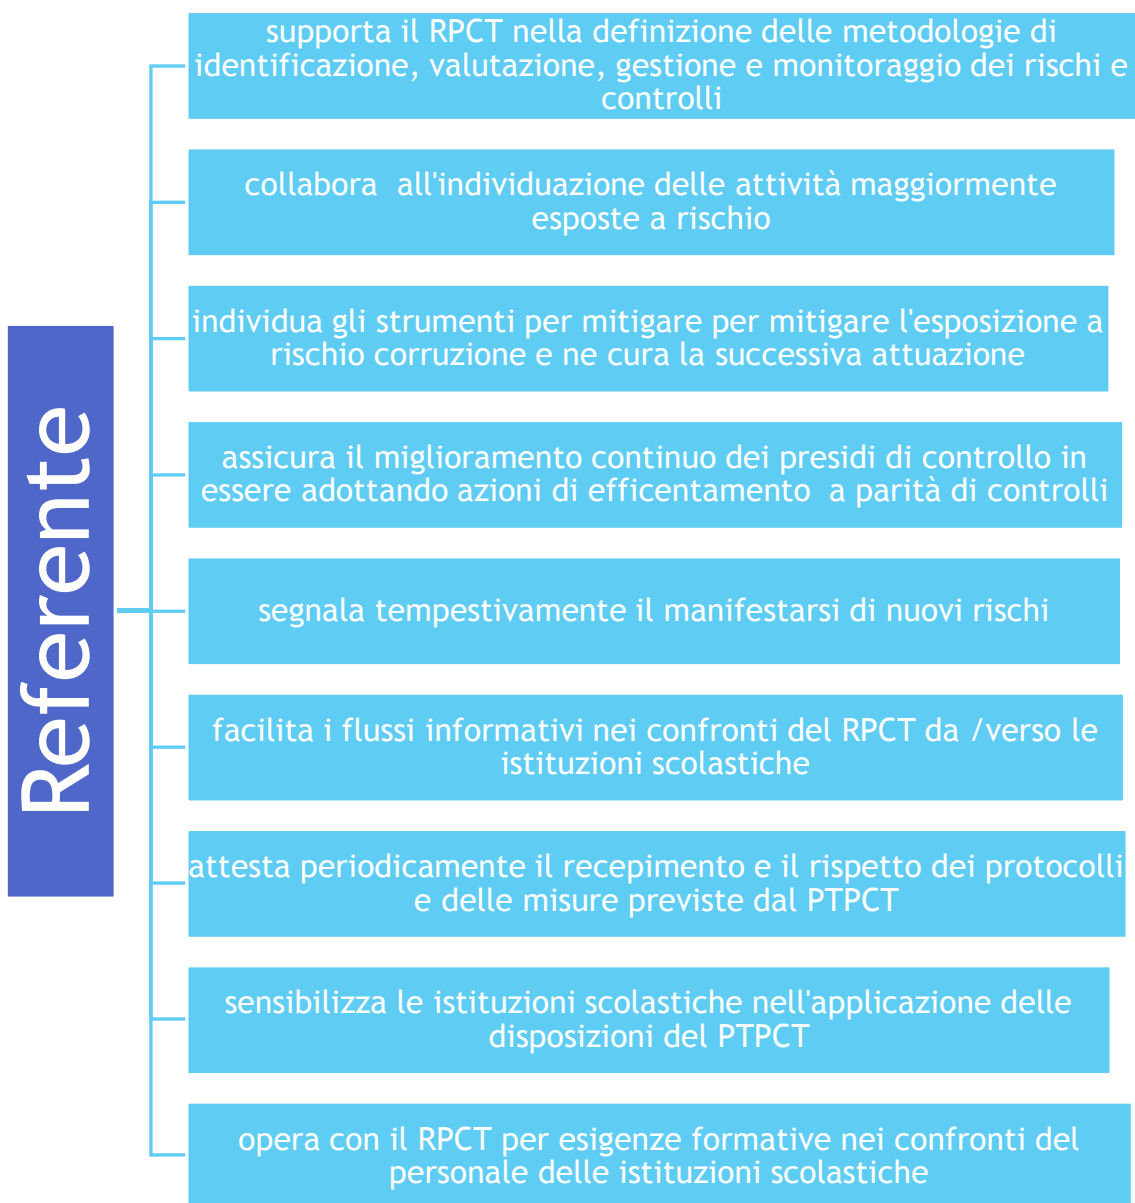 Referente
supporta il RPCT nella definizione delle metodologie di
identificazione, valutazione, gestione e monitoraggio dei rischi e
controlli
collabora  all'individuazione delle attività maggiormente
esposte a rischio
individua gli strumenti per mitigare per mitigare l'esposizione a
rischio corruzione e ne cura la successiva attuazione
assicura il miglioramento continuo dei presidi di controllo in
essere adottando azioni di efficentamento  a parità di controlli
segnala tempestivamente il manifestarsi di nuovi rischi
facilita i flussi informativi nei confronti del RPCT da /verso le
istituzioni scolastiche
attesta periodicamente il recepimento e il rispetto dei protocolli
e delle misure previste dal PTPCT
sensibilizza le istituzioni scolastiche nell'applicazione delle
disposizioni del PTPCT
opera con il RPCT per esigenze formative nei confronti del
personale delle istituzioni scolastiche